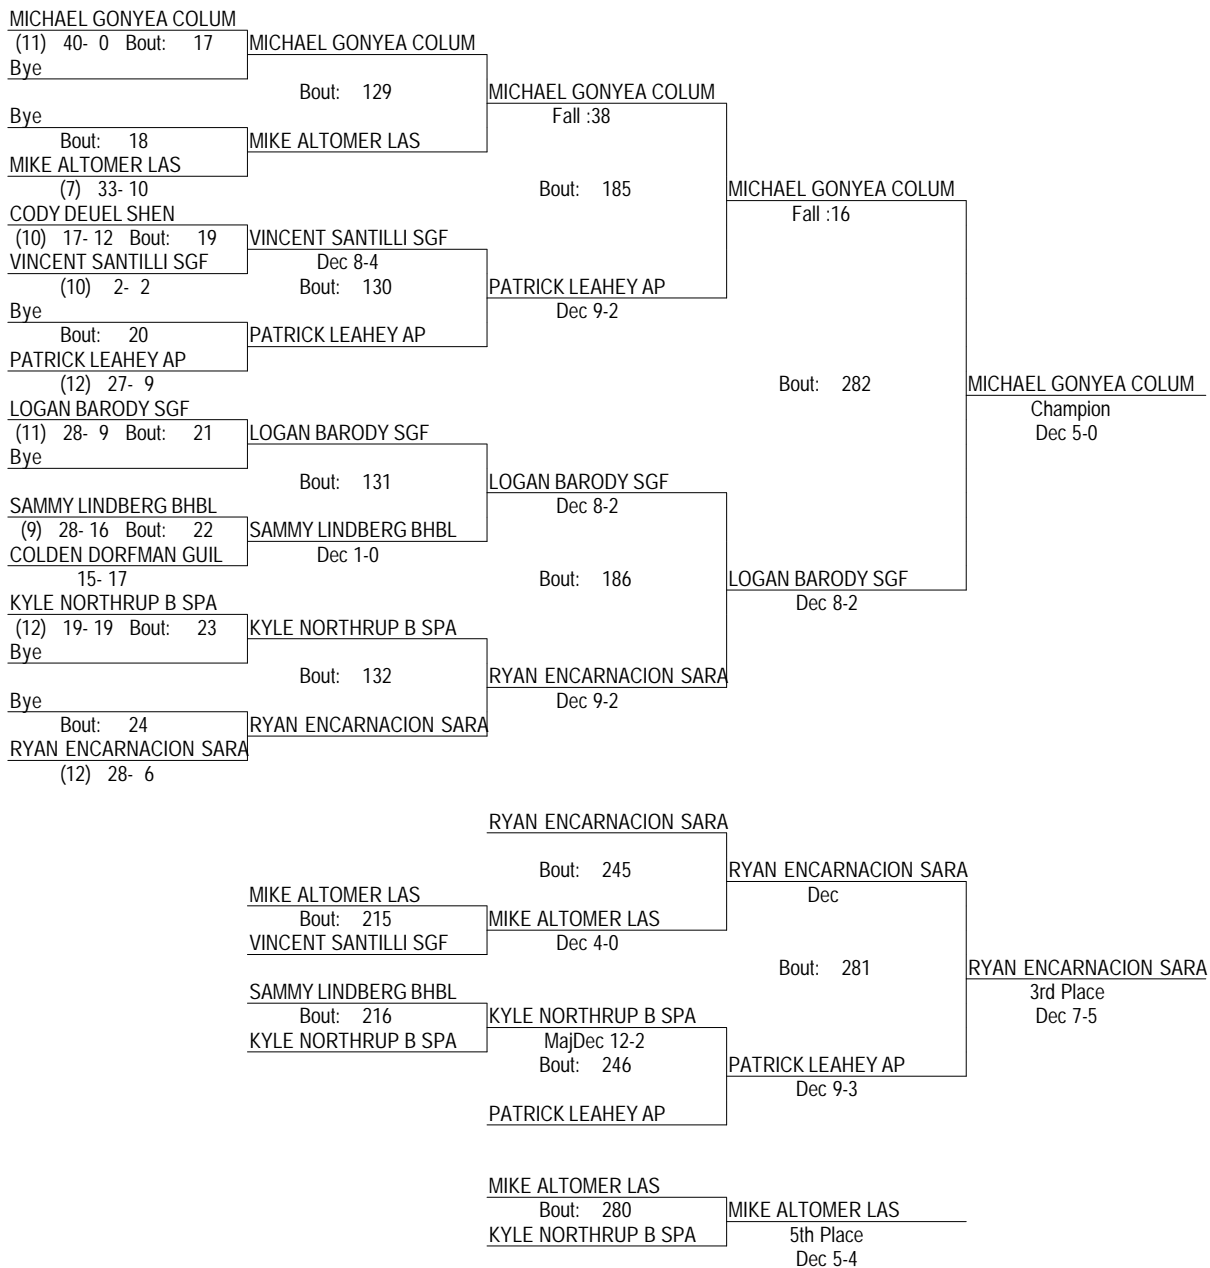 MICHAEL GONYEA COLUM
(11) 40- 0 Bout: 17 MICHAEL GONYEA COLUM
Bye
Bout: 129 MICHAEL GONYEA COLUM
Bye Fall :38
Bout: 18 MIKE ALTOMER LAS
MIKE ALTOMER LAS
(7) 33- 10 Bout: 185 MICHAEL GONYEA COLUM
CODY DEUEL SHEN Fall :16
(10) 17- 12 Bout: 19 VINCENT SANTILLI SGF
VINCENT SANTILLI SGF Dec 8-4
(10) 2- 2 Bout: 130 PATRICK LEAHEY AP
Bye Dec 9-2
Bout: 20 PATRICK LEAHEY AP
PATRICK LEAHEY AP
(12) 27- 9 Bout: 282 MICHAEL GONYEA COLUM
LOGAN BARODY SGF Champion
(11) 28- 9 Bout: 21 LOGAN BARODY SGF Dec 5-0
Bye
Bout: 131 LOGAN BARODY SGF
SAMMY LINDBERG BHBL Dec 8-2
(9) 28- 16 Bout: 22 SAMMY LINDBERG BHBL
COLDEN DORFMAN GUIL Dec 1-0
15- 17 Bout: 186 LOGAN BARODY SGF
KYLE NORTHRUP B SPA Dec 8-2
(12) 19- 19 Bout: 23 KYLE NORTHRUP B SPA
Bye
Bout: 132 RYAN ENCARNACION SARA
Bye Dec 9-2
Bout: 24 RYAN ENCARNACION SARA
RYAN ENCARNACION SARA
(12) 28- 6
RYAN ENCARNACION SARA
Bout: 245 RYAN ENCARNACION SARA
MIKE ALTOMER LAS Dec
Bout: 215 MIKE ALTOMER LAS
VINCENT SANTILLI SGF Dec 4-0
Bout: 281 RYAN ENCARNACION SARA
SAMMY LINDBERG BHBL 3rd Place
Bout: 216 KYLE NORTHRUP B SPA Dec 7-5
KYLE NORTHRUP B SPA MajDec 12-2
Bout: 246 PATRICK LEAHEY AP
Dec 9-3
PATRICK LEAHEY AP
MIKE ALTOMER LAS
Bout: 280 MIKE ALTOMER LAS
KYLE NORTHRUP B SPA 5th Place
Dec 5-4